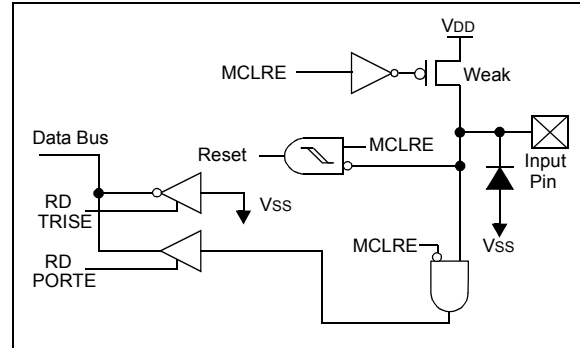 VDD
MCLRE
Weak
Data Bus
Reset
MCLRE
Input
Pin
RD
TRISE
VSS
VSS
MCLRE
RD
PORTE